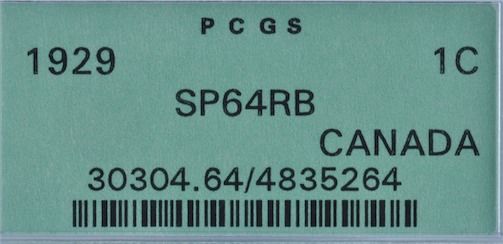 PCGS
1929 1C
SP64RB
CANADA
30304.64/4835264